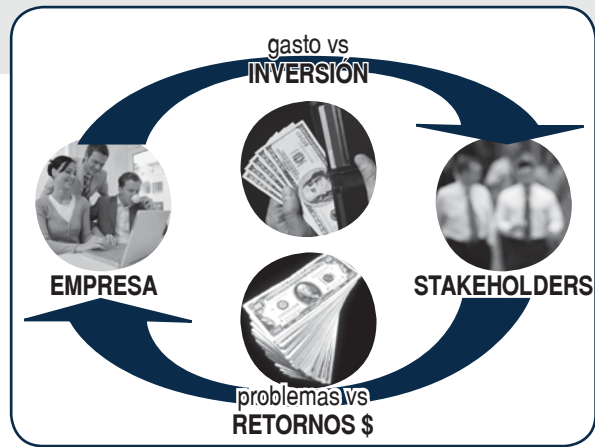 gasto vs
INVERSIÓN
EMPRESA
STAKEHOLDERS
problemas vs
RETORNOS $